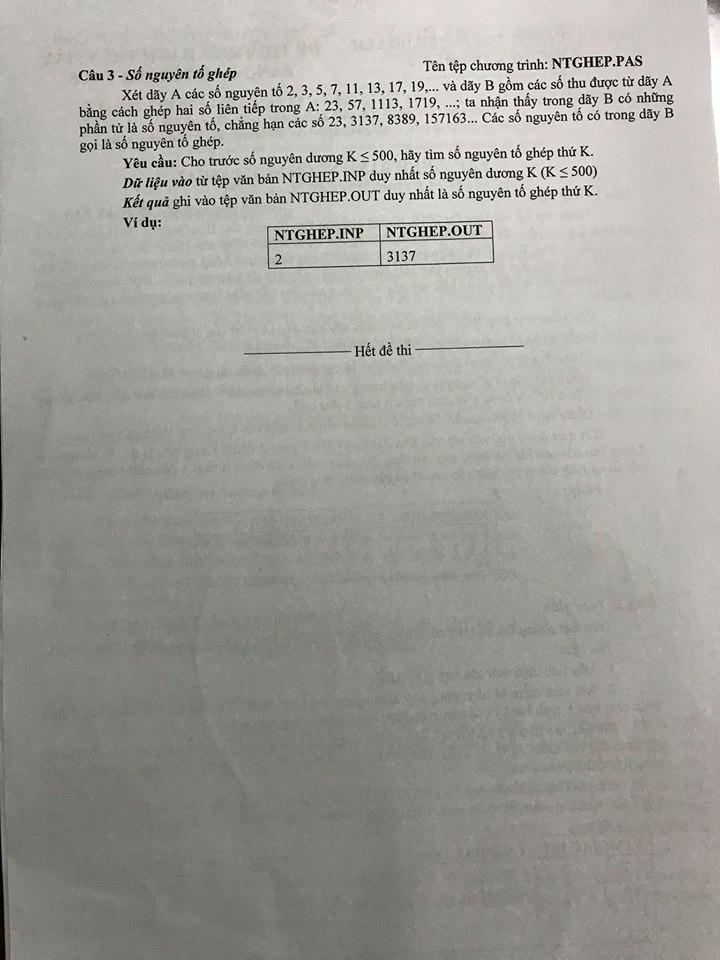 Câu 3 - Số nguyên tố ghép Tên tệp chương trình: NTGHEP.PAS
Xét dãy A các số nguyên tố 2, 3, 5, 7, 11, 13, 17, 19,... và dãy B gồm các số thu được từ dãy A
bằng cách ghép hai số liên tiếp trong A: 23, 57, 1113, 1719, ...; ta nhận thấy trong dãy B có những
phần tử là số nguyên tố, chẳng hạn các số 23, 3137, 8389, 157163... Các số nguyên tố có trong dãy B
gọi là số nguyên tố ghép.
Yêu cầu: Cho trước số nguyên dương K ≤ 500, hãy tìm số nguyên tố ghép thứ K.
Dữ liệu vào từ tệp văn bản NTGHEP.INP duy nhất số nguyên dương K (K ≤ 500)
Kết quả ghi vào tệp văn bản NTGHEP.OUT duy nhất là số nguyên tố ghép thứ K.
Ví dụ:
NTGHEP.INP NTGHEP.OUT
2 3137
Hết đề thi